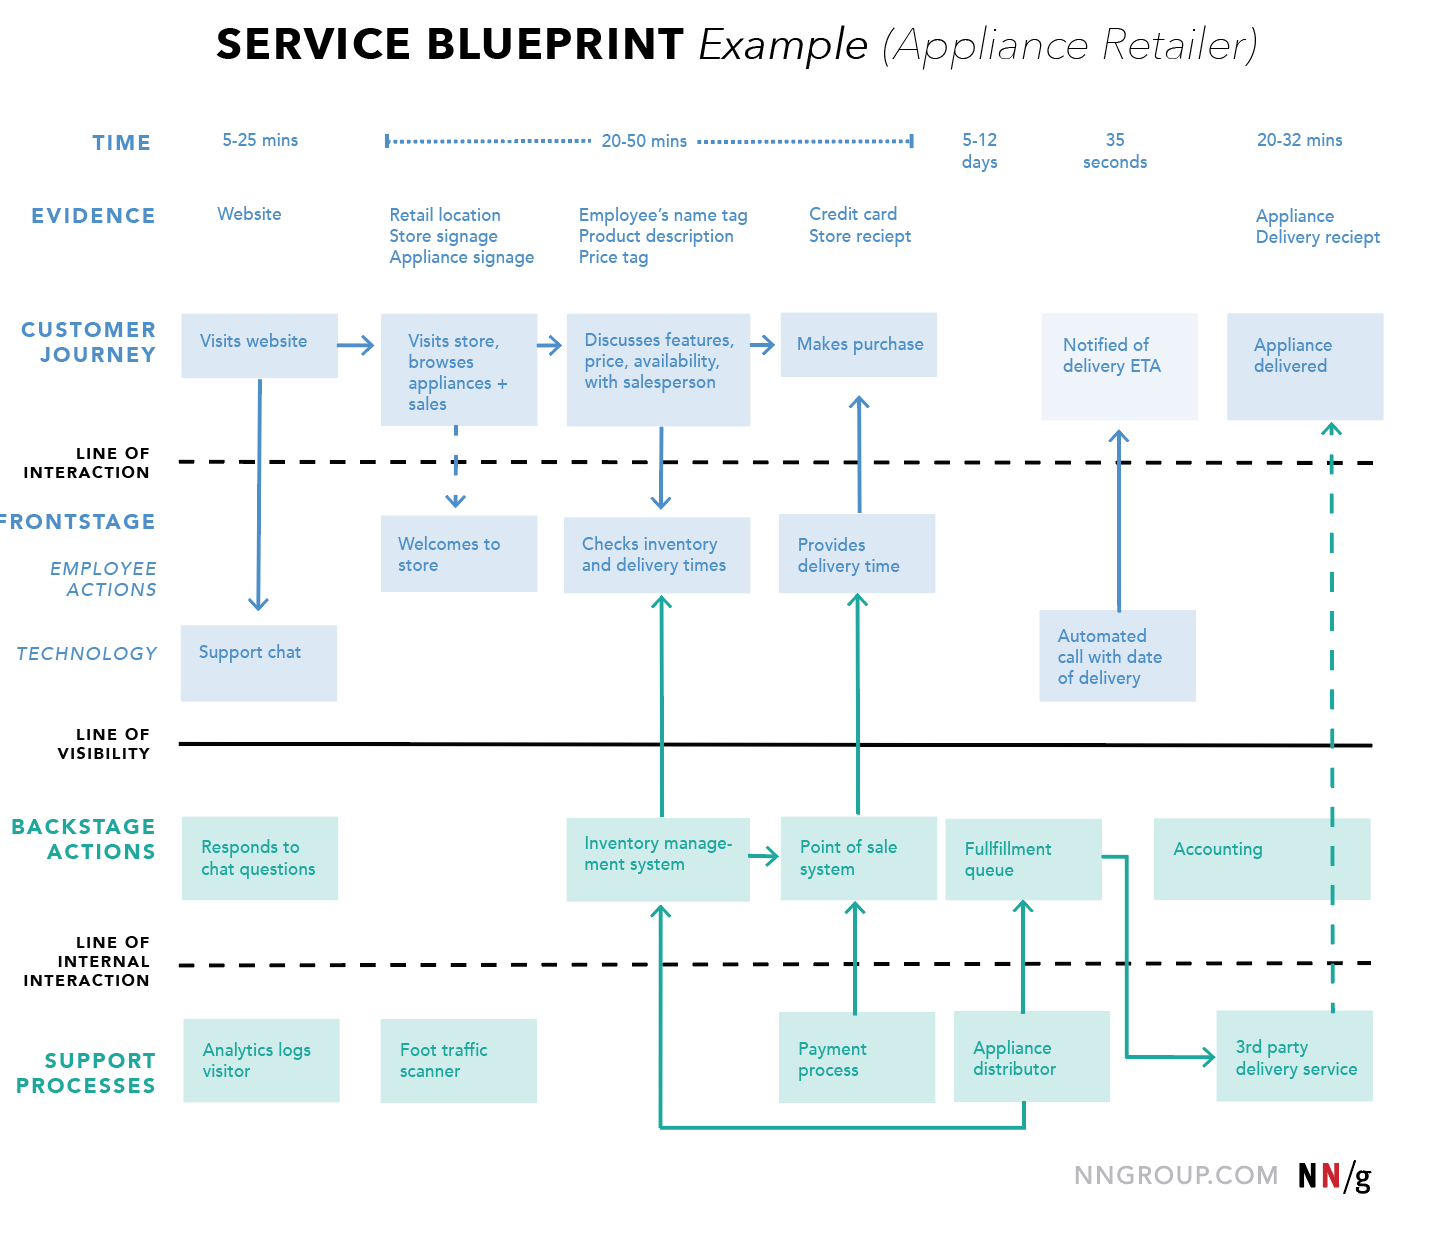 SERVICE BLUEPRINT Example (Appliance Retailer)
TIME
5-25 mins
20-50 mins
5-12
days
35
seconds
20-32 mins
EVIDENCE
Website
Retail location
Store signage
Appliance signage
Employee's name tag
Product description
Price tag
Credit card
Store reciept
Appliance
Delivery reciept
CUSTOMER
JOURNEY
Visits website
Visits store,
browses
appliances +
sales
Discusses features,
price, availability,
with salesperson
Makes purchase
Notified of
delivery ETA
Appliance
delivered
LINE OF
INTERACTION
FRONTSTAGE
EMPLOYEE
ACTIONS
Welcomes to
store
Checks inventory
and delivery times
Provides
delivery time
TECHNOLOGY
Support chat
Automated
call with date
of delivery
LINE OF
VISIBILITY
BACKSTAGE
ACTIONS
Responds to
chat questions
Inventory manage-
ment system
Point of sale
system
Fullfillment
queue
Accounting
LINE OF
INTERNAL
INTERACTION
SUPPORT
PROCESSES
Analytics logs
visitor
Foot traffic
scanner
Payment
process
Appliance
distributor
3rd party
delivery service
NNGROUP.COM NN/g